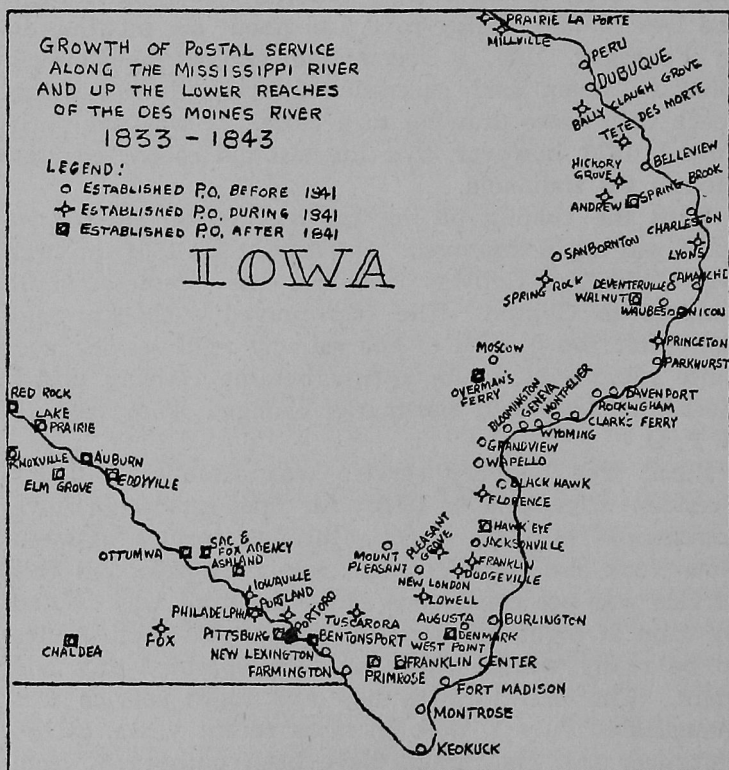 GROWTH OF POSTAL SERVICE
ALONG THE MISSISSIPPI RIVER
AND UP THE LOWER REACHES
OF THE DES MOINES RIVER
1833 - 1843
LEGEND:
ESTABLISHED P.O. BEFORE 1941
ESTABLISHED P.O. DURING 1941
ESTABLISHED P.O. AFTER 1841
IOWA
PRAIRIE LA PORTE
MILLVILLE
PERU
DUBUQUE
BALLY CLAUGH GROVE
TETE DES MORTE
BELLEVIEW
HICKORY
GROVE
ANDREW
SPRING BROOK
CHARLESTON
LYONS
SANBORNTON
SPRING ROCK
DEVENTERVILLE
CAMANCHE
WALNUT
WAUBESOPNICON
PRINCETON
PARKHURST
MOSCOW
OVERMAN'S
FERRY
DAVENPORT
ROCKINGHAM
CLARK'S FERRY
MONTPELIER
WYOMING
GENEVA
BLOOMINGTON
GRANDVIEW
WAPELLO
BLACK HAWK
FLORENCE
HAWK EYE
JACKSONVILLE
PLEASANT
GROVE
FRANKLIN
DODGEVILLE
MOUNT
PLEASANT
NEW LONDON
LOWELL
RED ROCK
LAKE
PRAIRIE
KNOXVILLE
AUBURN
ELM GROVE
EDDYVILLE
OTTUMWA
SAC &
FOX AGENCY
ASHLAND
IOWAVILLE
PORTLAND
PHILADELPHIA
PITTSBURG
PORTORO
TUSCARORA
BENTONSPORT
AUGUSTA
BURLINGTON
DENMARK
WEST POINT
FOX
CHALDEA
NEW LEXINGTON
FARMINGTON
PRIMROSE
FRANKLIN CENTER
FORT MADISON
MONTROSE
KEOKUCK